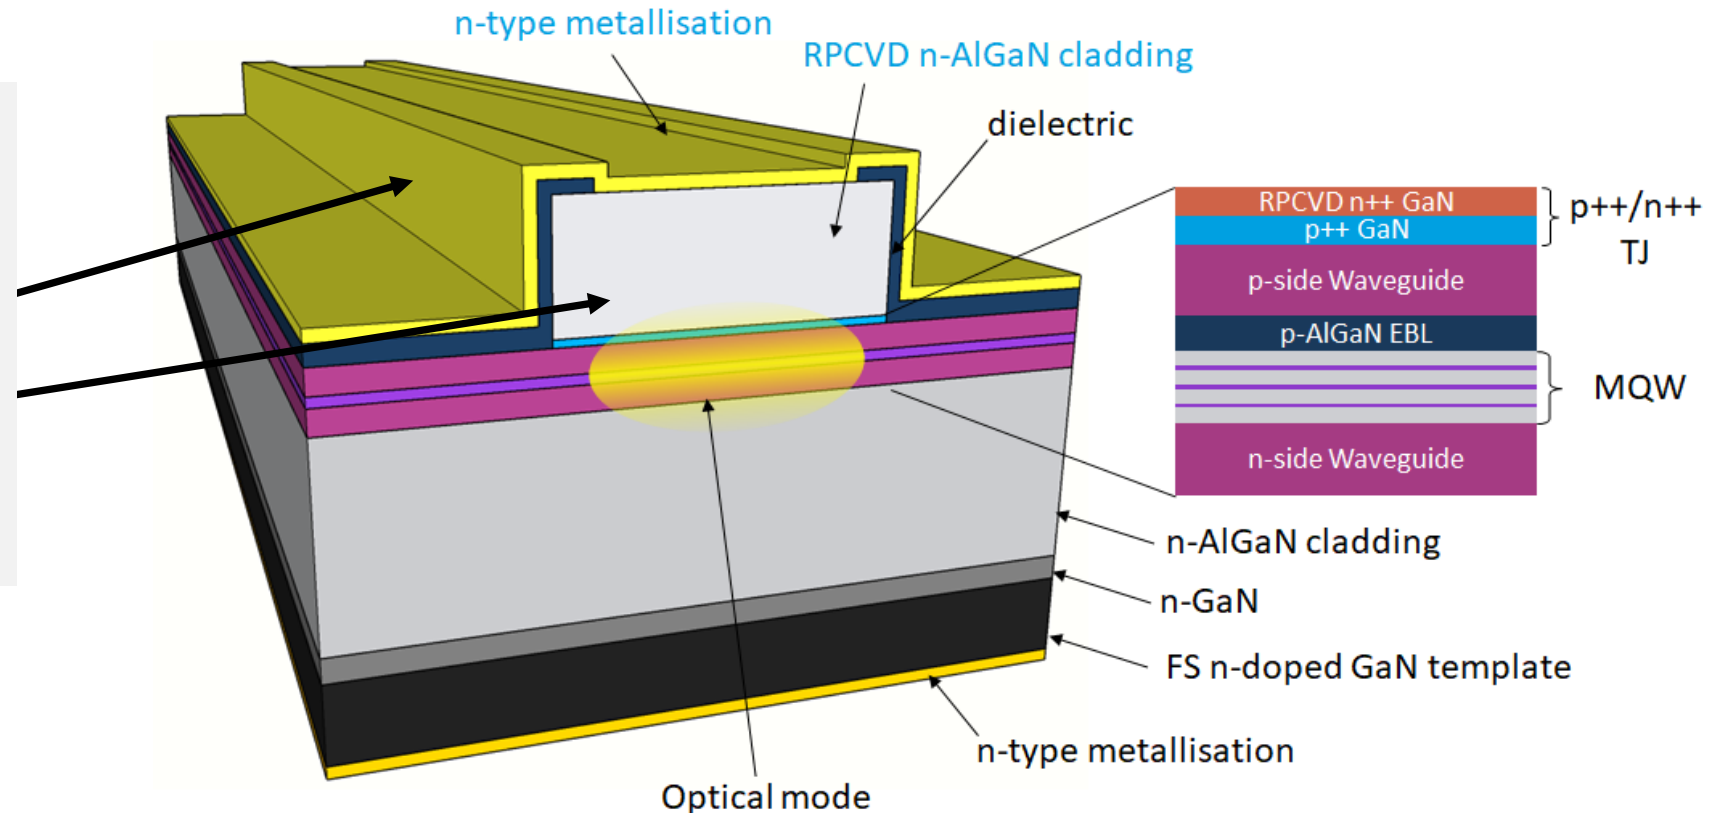 n-type metallisation
RPCVD n-AlGaN cladding
dielectric
RPCVD n++ GaN
p++ GaN
p++/n++
TJ
p-side Waveguide
p-AlGaN EBL
MQW
n-side Waveguide
n-AlGaN cladding
n-GaN
FS n-doped GaN template
n-type metallisation
Optical mode